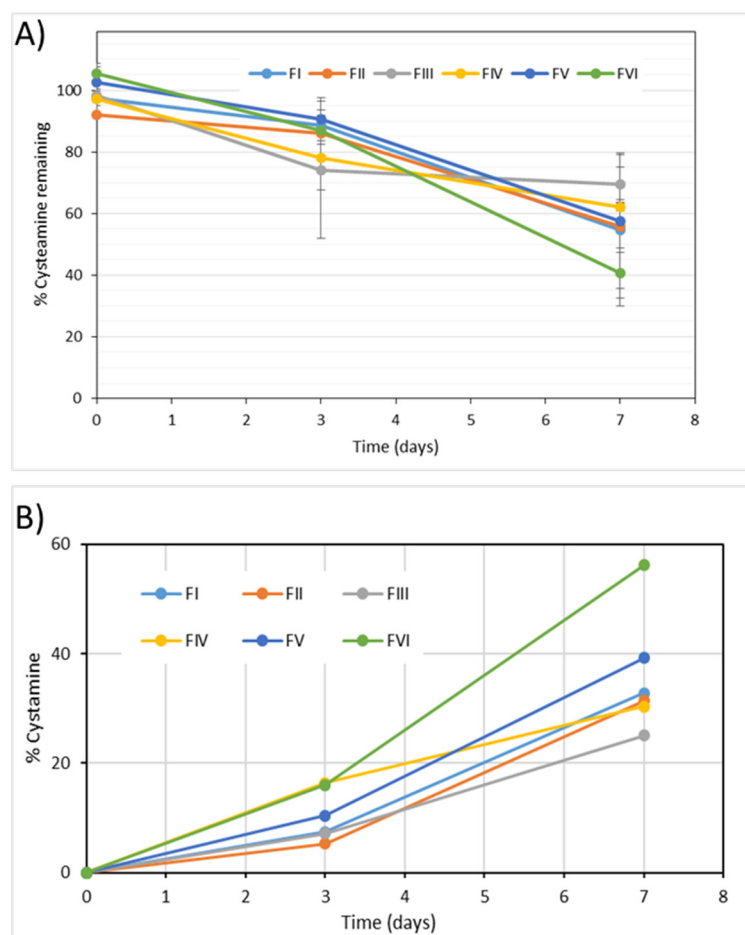 A)
FI FII FIII FIV FV FVI
100
80
60
40
20
0
% Cysteamine remaining
0 1 2 3 4 5 6 7 8
Time (days)
B)
60
40
20
0
% Cystamine
FI FII FIII
FIV FV FVI
0 1 2 3 4 5 6 7 8
Time (days)